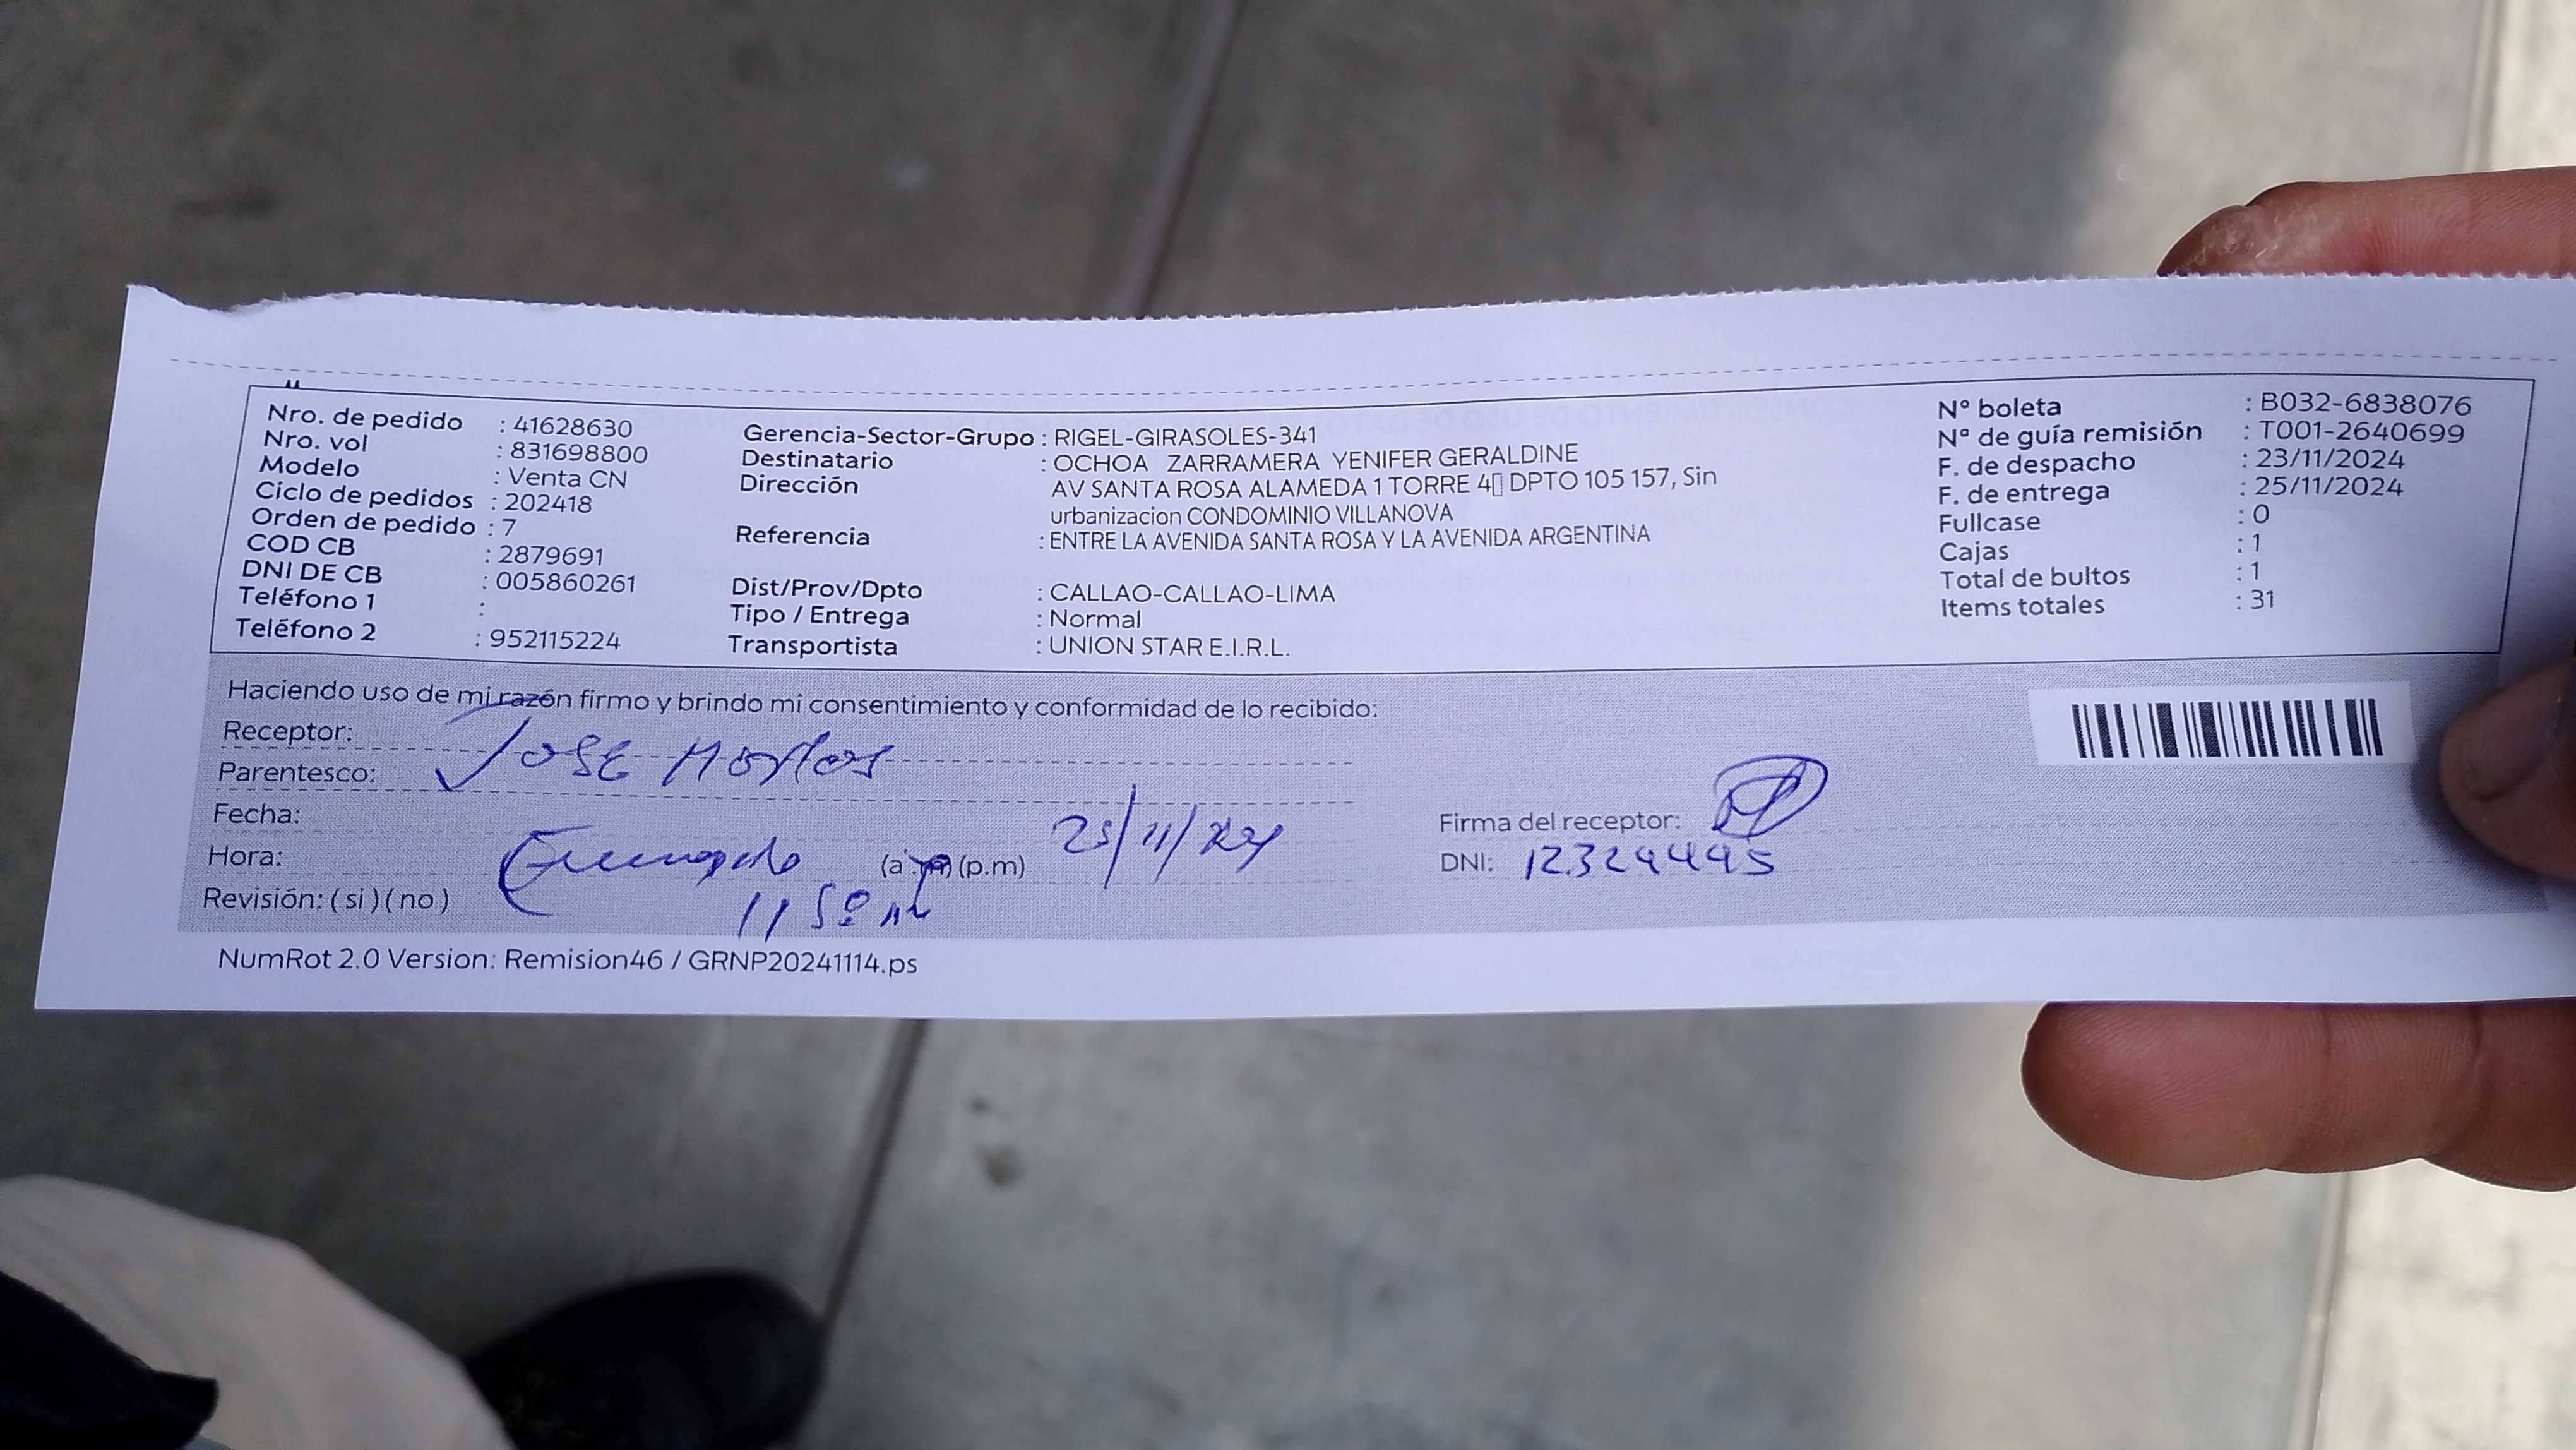 Nro. de pedido : 41628630
Nro. vol : 831698800
Modelo : Venta CN
Ciclo de pedidos : 202418
Orden de pedido : 7
COD CB : 2879691
DNI DE CB : 005860261
Teléfono 1 :
Teléfono 2 : 952115224
Gerencia-Sector-Grupo : RIGEL-GIRASOLES-341
Destinatario : OCHOA ZARRAMERA YENIFER GERALDINE
Dirección AV SANTA ROSA ALAMEDA 1 TORRE 4▯ DPTO 105 157, Sin
urbanizacion CONDOMINIO VILLANOVA
Referencia : ENTRE LA AVENIDA SANTA ROSA Y LA AVENIDA ARGENTINA
Dist/Prov/Dpto : CALLAO-CALLAO-LIMA
Tipo / Entrega : Normal
Transportista : UNION STAR E.I.R.L.
N° boleta : B032-6838076
N° de guía remisión : T001-2640699
F. de despacho : 23/11/2024
F. de entrega : 25/11/2024
Fullcase : 0
Cajas : 1
Total de bultos : 1
Items totales : 31
Haciendo uso de mi razón firmo y brindo mi consentimiento y conformidad de lo recibido:
Receptor: Jose
Parentesco:
Fecha: 25/11/24
Hora: (p.m)
Revisión: ( si ) ( no )
Firma del receptor:
DNI: 12324445
NumRot 2.0 Version: Remision46 / GRNP20241114.ps